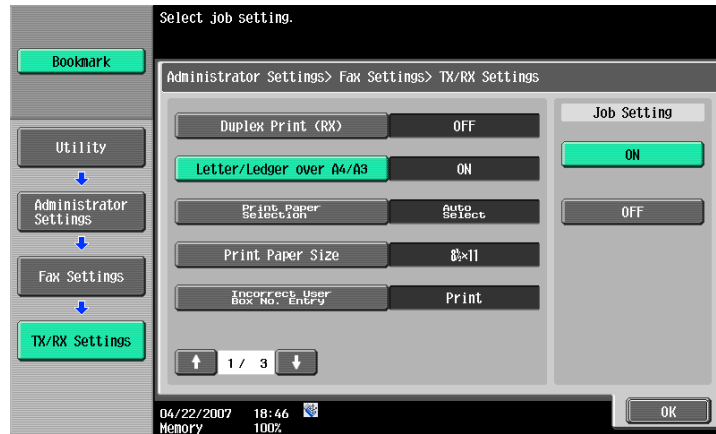 Select job setting.
Bookmark
Administrator Settings> Fax Settings> TX/RX Settings
Utility
Administrator
Settings
Fax Settings
TX/RX Settings
Duplex Print (RX)
OFF
Letter/Ledger over A4/A3
ON
Print Paper
Selection
Auto
Select
Print Paper Size
8½×11
Incorrect User
Box No. Entry
Print
1/ 3
Job Setting
ON
OFF
04/22/2007 18:46
Memory 100%
OK